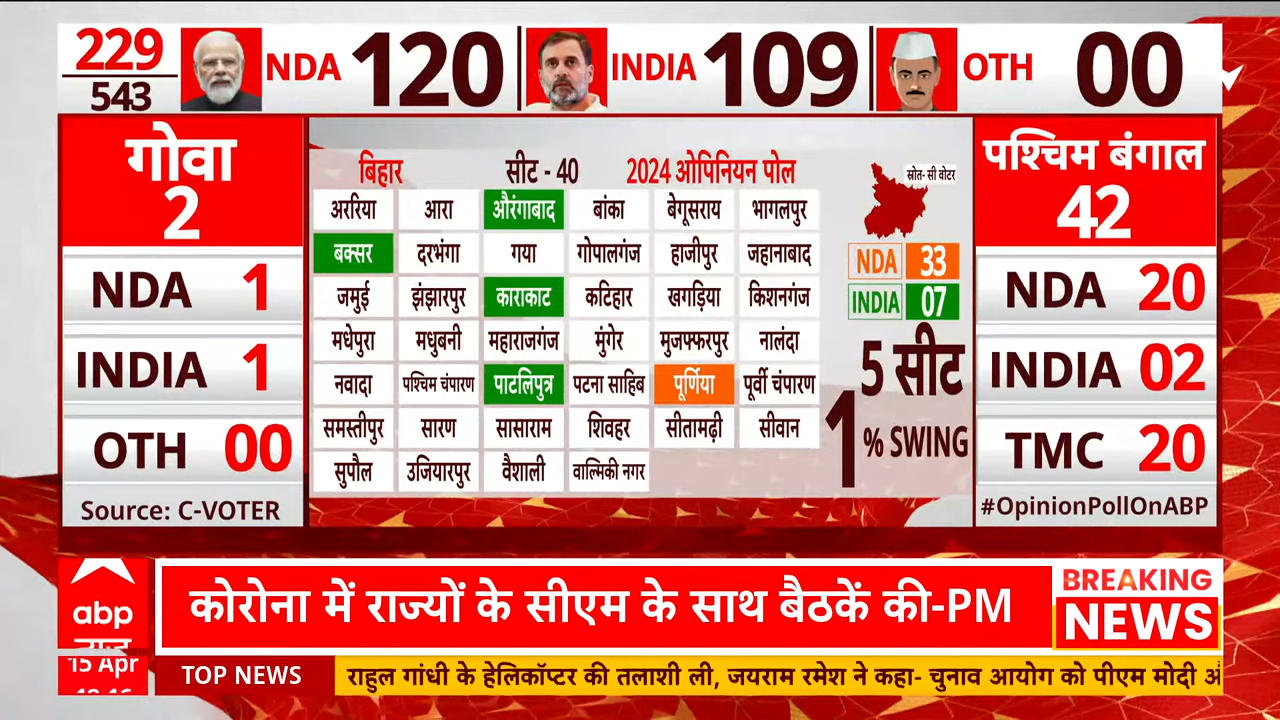 229
543
NDA 120
INDIA 109
OTH 00
गोवा
2
NDA 1
INDIA 1
OTH 00
Source: C-VOTER
बिहार सीट - 40 2024 ओपिनियन पोल
अररिया आरा औरंगाबाद बांका बेगूसराय भागलपुर
बक्सर दरभंगा गया गोपालगंज हाजीपुर जहानाबाद
जमुई झंझारपुर काराकाट कटिहार खगड़िया किशनगंज
मधेपुरा मधुबनी महाराजगंज मुंगेर मुजफ्फरपुर नालंदा
नवादा पश्चिम चंपारण पाटलिपुत्र पटना साहिब पूर्णिया पूर्वी चंपारण
समस्तीपुर सारण सासाराम शिवहर सीतामढ़ी सीवान
सुपौल उजियारपुर वैशाली वाल्मिकी नगर
स्रोत- सी वोटर
NDA 33
INDIA 07
5 सीट
1% SWING
पश्चिम बंगाल
42
NDA 20
INDIA 02
TMC 20
#OpinionPollOnABP
abp
कोरोना में राज्यों के सीएम के साथ बैठकें की-PM
BREAKING
NEWS
15 Apr
TOP NEWS
राहुल गांधी के हेलिकॉप्टर की तलाशी ली, जयराम रमेश ने कहा- चुनाव आयोग को पीएम मोदी